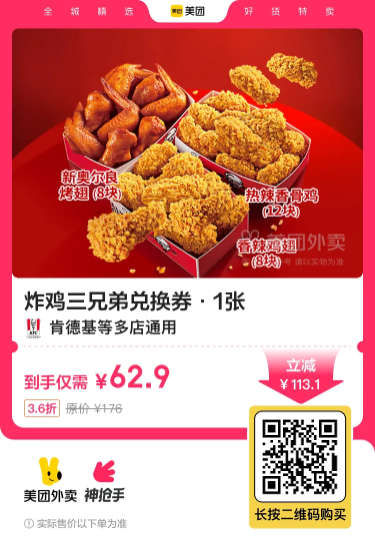 全城精选
美团 美团
好货特卖
新奥尔良
烤翅(8块)
热辣香骨鸡
(12块)
香辣鸡翅
(8块)
美团外卖
考 请以实物为准
炸鸡三兄弟兑换券·1张
KFC
肯德基等多店通用
到手仅需 ¥62.9
立减
¥113.1
3.6折 原价 ¥176
美团外卖 神抢手
长按二维码购买
实际售价以下单为准